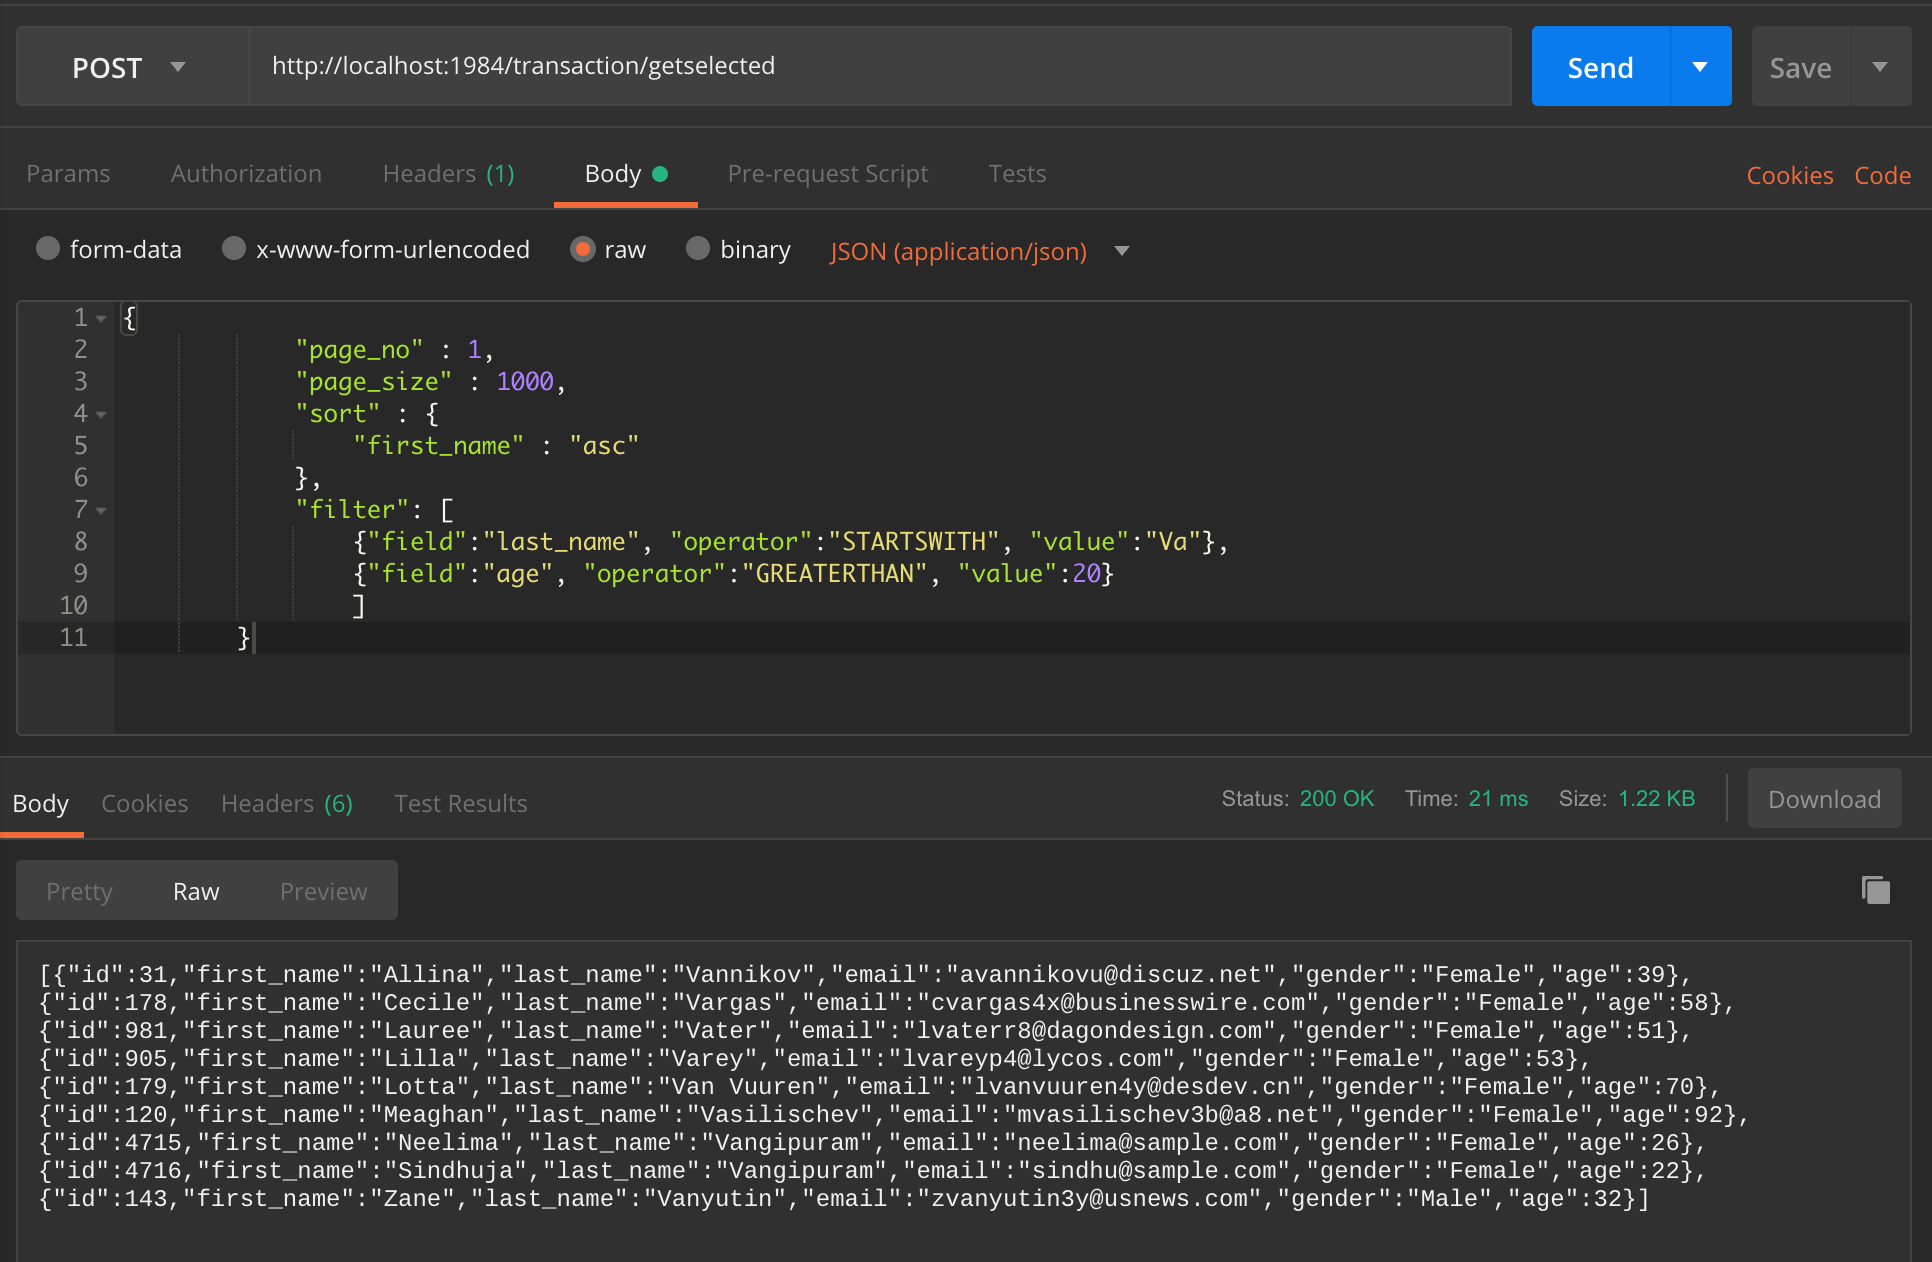 POST http://localhost:1984/transaction/getselected Send Save
Params Authorization Headers (1) Body Pre-request Script Tests Cookies Code
form-data x-www-form-urlencoded raw binary JSON (application/json)
1 {
2 "page_no" : 1,
3 "page_size" : 1000,
4 "sort" : {
5 "first_name" : "asc"
6 },
7 "filter": [
8 {"field":"last_name", "operator":"STARTSWITH", "value":"Va"},
9 {"field":"age", "operator":"GREATERTHAN", "value":20}
10 ]
11 }
Body Cookies Headers (6) Test Results Status: 200 OK Time: 21 ms Size: 1.22 KB Download
Pretty Raw Preview
[{"id":31,"first_name":"Allina","last_name":"Vannikov","email":"avannikovu@discuz.net","gender":"Female","age":39},
{"id":178,"first_name":"Cecile","last_name":"Vargas","email":"cvargas4x@businesswire.com","gender":"Female","age":58},
{"id":981,"first_name":"Lauree","last_name":"Vater","email":"lvaterr8@dagondesign.com","gender":"Female","age":51},
{"id":905,"first_name":"Lilla","last_name":"Varey","email":"lvareyp4@lycos.com","gender":"Female","age":53},
{"id":179,"first_name":"Lotta","last_name":"Van Vuuren","email":"lvanvuuren4y@desdev.cn","gender":"Female","age":70},
{"id":120,"first_name":"Meaghan","last_name":"Vasilischev","email":"mvasilischev3b@a8.net","gender":"Female","age":92},
{"id":4715,"first_name":"Neelima","last_name":"Vangipuram","email":"neelima@sample.com","gender":"Female","age":26},
{"id":4716,"first_name":"Sindhuja","last_name":"Vangipuram","email":"sindhu@sample.com","gender":"Female","age":22},
{"id":143,"first_name":"Zane","last_name":"Vanyutin","email":"zvanyutin3y@usnews.com","gender":"Male","age":32}]